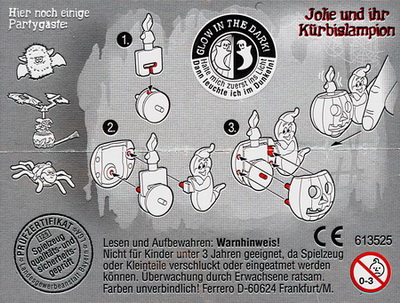 Hier noch einige
Partygäste:
1.
GLOW IN THE DARK!
Halte mich zuerst ins Licht
Dann leuchte ich im Dunkeln!
Jolie und ihr
Kürbislampion
2.
3.
PRÜFZERTIFIKAT
Spielzeug
qualitäts- und
sicherheits-
geprüft.
Landesgewerbeanstalt Bayern
LGA
CE
613525
0-3
Lesen und Aufbewahren: Warnhinweis!
Nicht für Kinder unter 3 Jahren geeignet, da Spielzeug
oder Kleinteile verschluckt oder eingeatmet werden
können. Überwachung durch Erwachsene ratsam.
Farben unverbindlich! Ferrero D-60624 Frankfurt/M.